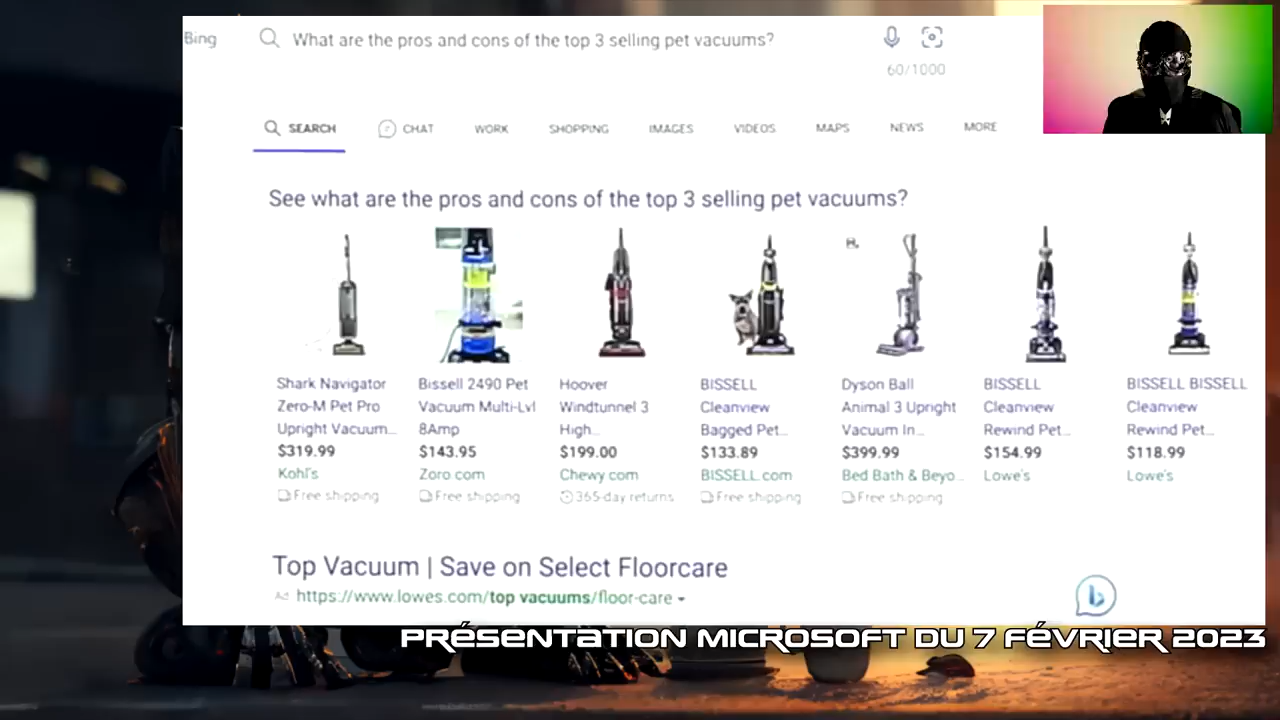 Bing
What are the pros and cons of the top 3 selling pet vacuums?
60/1000
SEARCH CHAT WORK SHOPPING IMAGES VIDEOS MAPS NEWS MORE
See what are the pros and cons of the top 3 selling pet vacuums?
Shark Navigator
Zero-M Pet Pro
Upright Vacuum...
$319.99
Kohl's
Free shipping
Bissell 2490 Pet
Vacuum Multi-Lvl
8Amp
$143.95
Zoro com
Free shipping
Hoover
Windtunnel 3
High...
$199.00
Chewy com
365-day returns
BISSELL
Cleanview
Bagged Pet...
$133.89
BISSELL.com
Free shipping
Dyson Ball
Animal 3 Upright
Vacuum In...
$399.99
Bed Bath & Beyo...
Free shipping
BISSELL
Cleanview
Rewind Pet...
$154.99
Lowe's
BISSELL BISSELL
Cleanview
Rewind Pet...
$118.99
Lowe's
Top Vacuum | Save on Select Floorcare
Ad https://www.lowes.com/top vacuums/floor-care
PRÉSENTATION MICROSOFT DU 7 FÉVRIER 2023